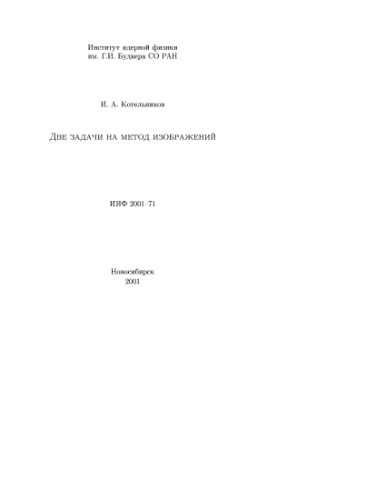 Институт ядерной физики
им. Г.И. Будкера СО РАН
И. А. Котельников
Две задачи на метод изображений
ИЯФ 2001–71
Новосибирск
2001